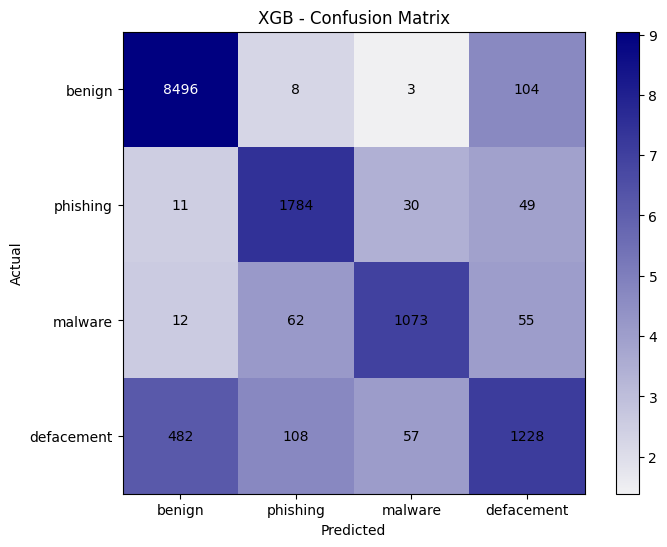 XGB - Confusion Matrix
benign 8496 8 3 104
phishing 11 1784 30 49
malware 12 62 1073 55
defacement 482 108 57 1228
benign phishing malware defacement
Predicted
Actual
9
8
7
6
5
4
3
2